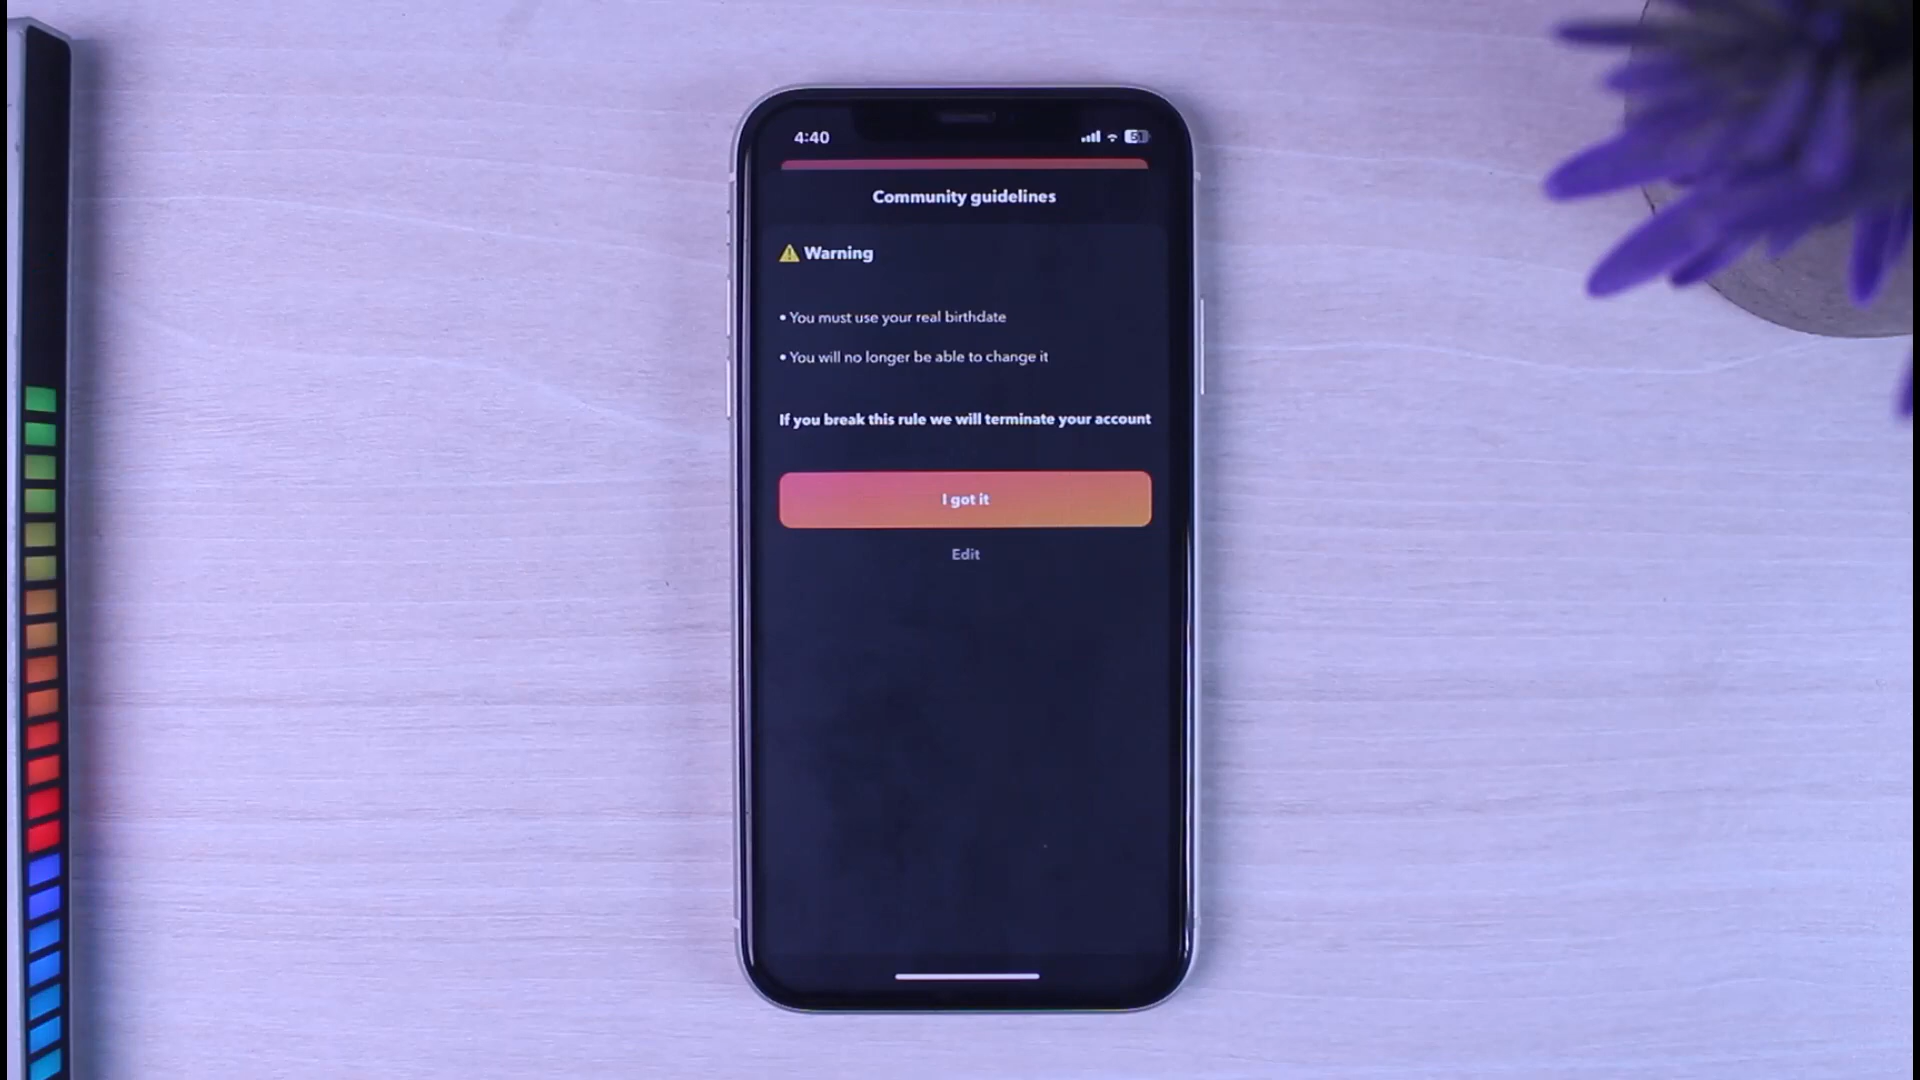 4:40
51
Community guidelines
⚠️ Warning
• You must use your real birthdate
• You will no longer be able to change it
If you break this rule we will terminate your account
I got it
Edit